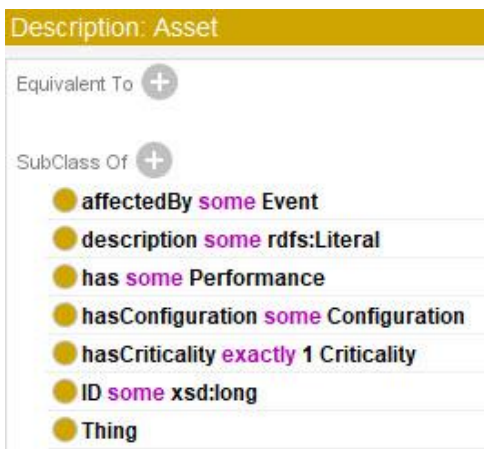 Description: Asset
Equivalent To
SubClass Of
affectedBy some Event
description some rdfs:Literal
has some Performance
hasConfiguration some Configuration
hasCriticality exactly 1 Criticality
ID some xsd:long
Thing